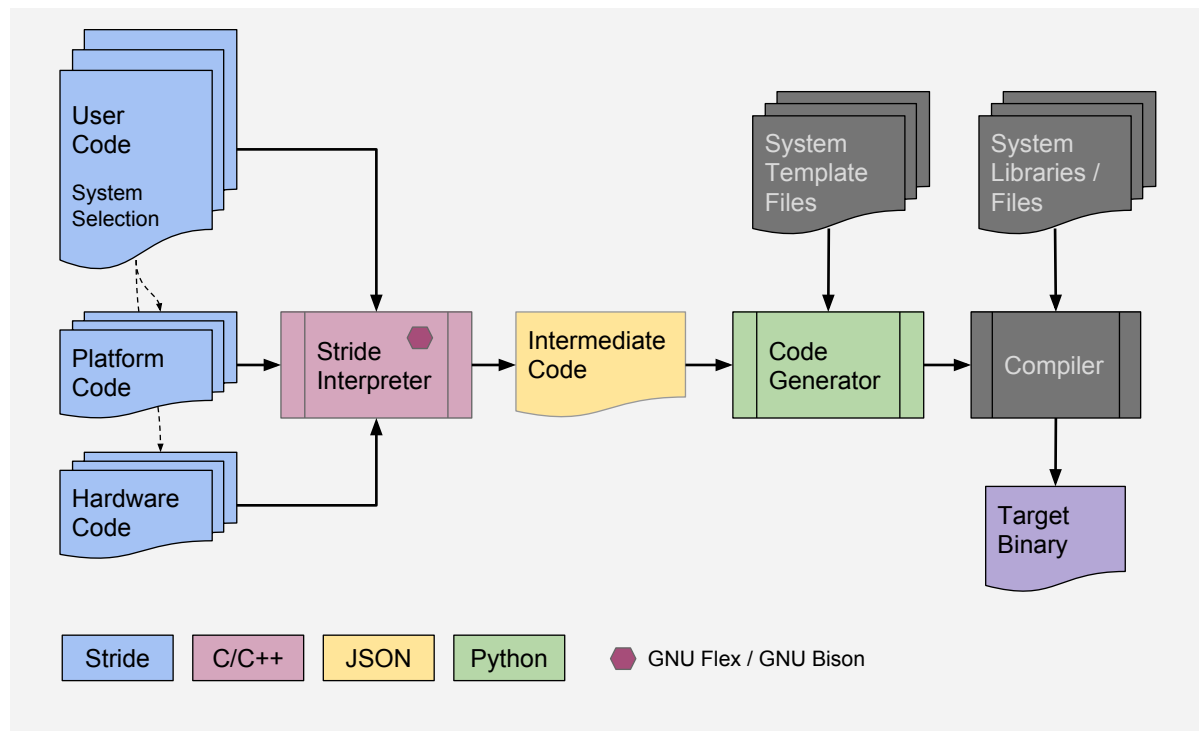 User
Code
System
Selection
System
Template
Files
System
Libraries /
Files
Platform
Code
Stride
Interpreter
Intermediate
Code
Code
Generator
Compiler
Hardware
Code
Target
Binary
Stride
C/C++
JSON
Python
GNU Flex / GNU Bison